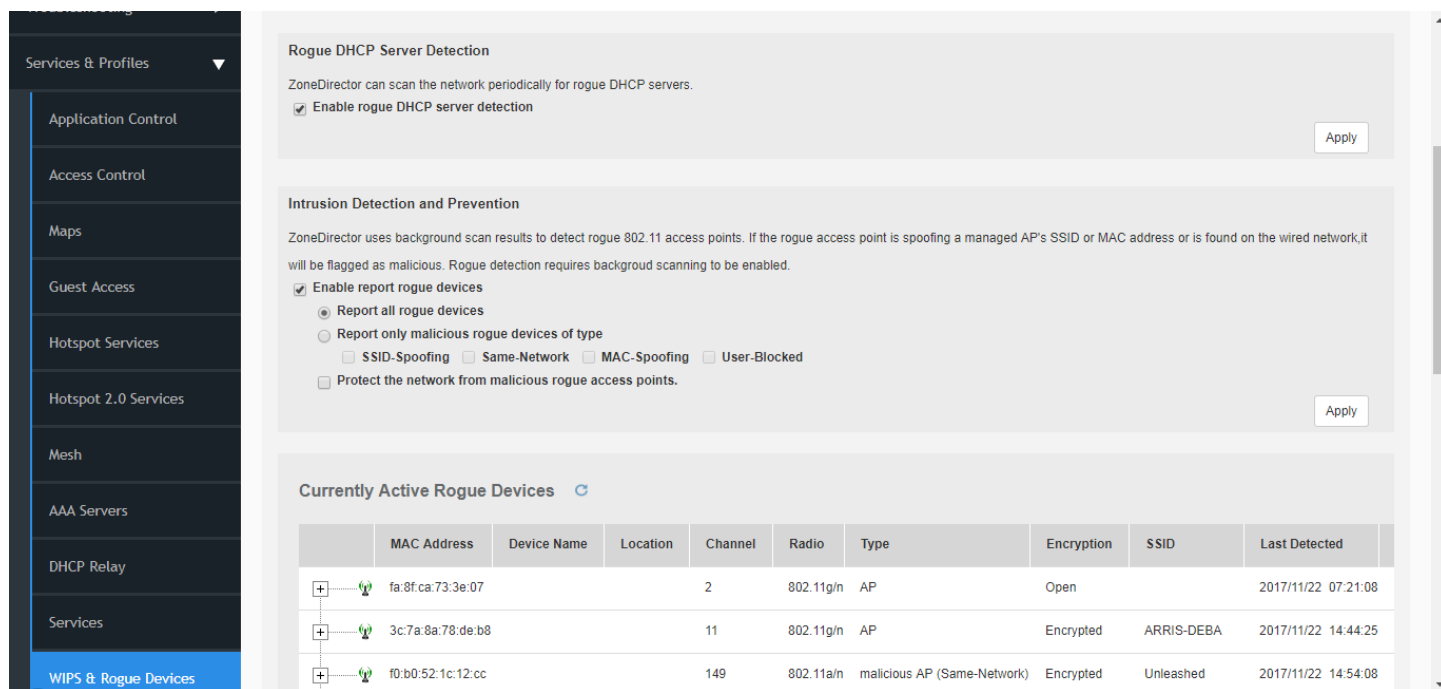 Services & Profiles
Application Control
Access Control
Maps
Guest Access
Hotspot Services
Hotspot 2.0 Services
Mesh
AAA Servers
DHCP Relay
Services
WIPS & Rogue Devices
Rogue DHCP Server Detection
ZoneDirector can scan the network periodically for rogue DHCP servers.
Enable rogue DHCP server detection
Apply
Intrusion Detection and Prevention
ZoneDirector uses background scan results to detect rogue 802.11 access points. If the rogue access point is spoofing a managed AP's SSID or MAC address or is found on the wired network,it
will be flagged as malicious. Rogue detection requires backgroud scanning to be enabled.
Enable report rogue devices
Report all rogue devices
Report only malicious rogue devices of type
SSID-Spoofing Same-Network MAC-Spoofing User-Blocked
Protect the network from malicious rogue access points.
Apply
Currently Active Rogue Devices
MAC Address Device Name Location Channel Radio Type Encryption SSID Last Detected
fa:8f:ca:73:3e:07 2 802.11g/n AP Open 2017/11/22 07:21:08
3c:7a:8a:78:de:b8 11 802.11g/n AP Encrypted ARRIS-DEBA 2017/11/22 14:44:25
f0:b0:52:1c:12:cc 149 802.11a/n malicious AP (Same-Network) Encrypted Unleashed 2017/11/22 14:54:08